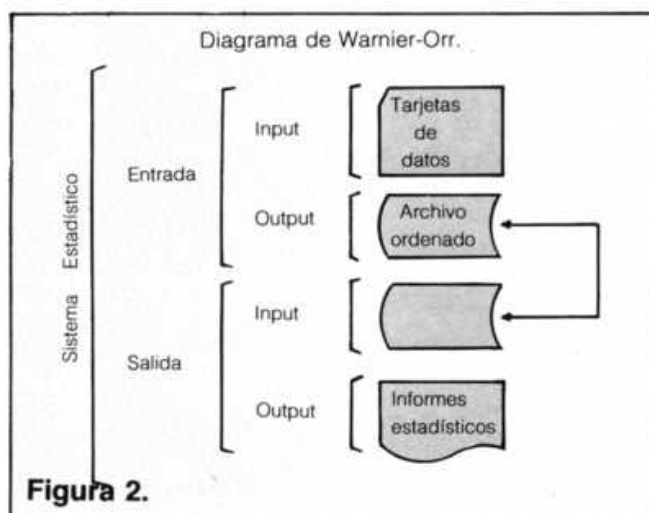 Diagrama de Warnier-Orr.
Sistema Estadístico
Entrada
Input
Tarjetas
de
datos
Output
Archivo
ordenado
Salida
Input
Output
Informes
estadísticos
Figura 2.